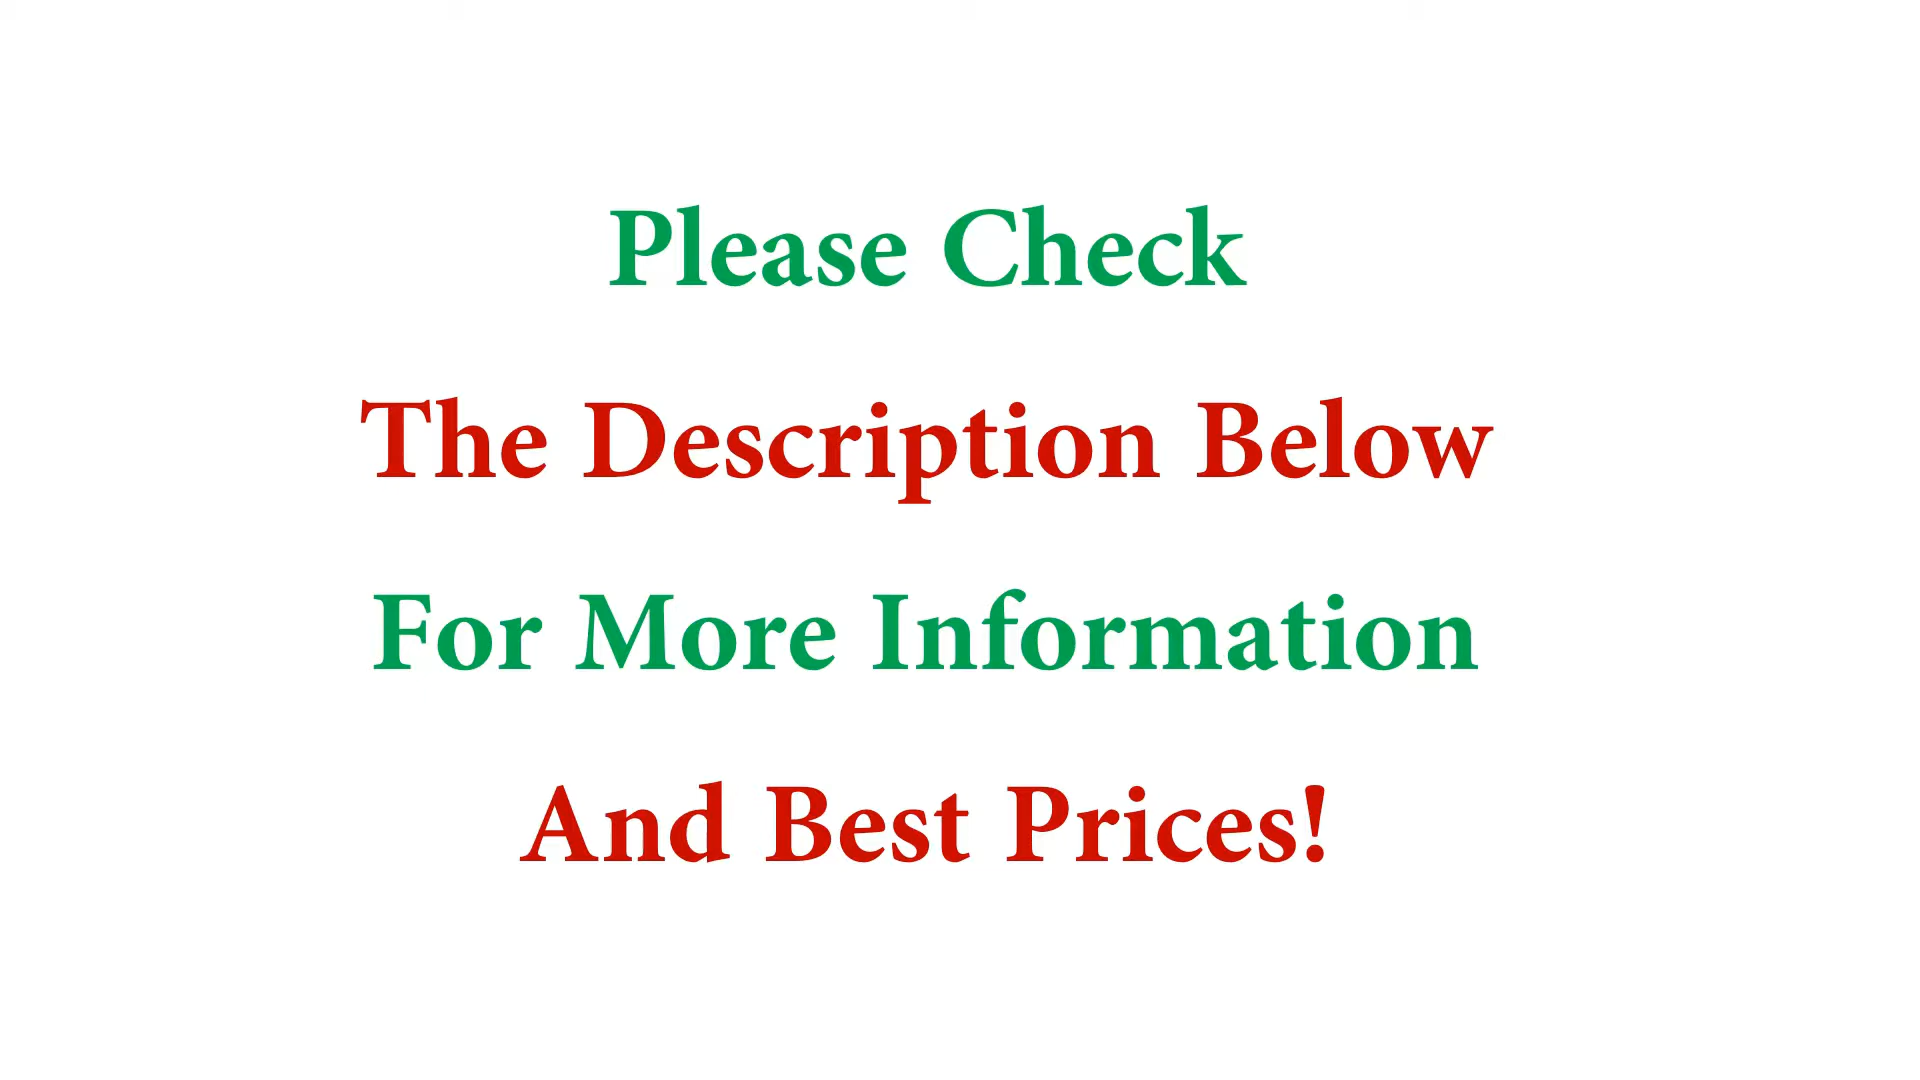 Please Check
The Description Below
For More Information
And Best Prices!